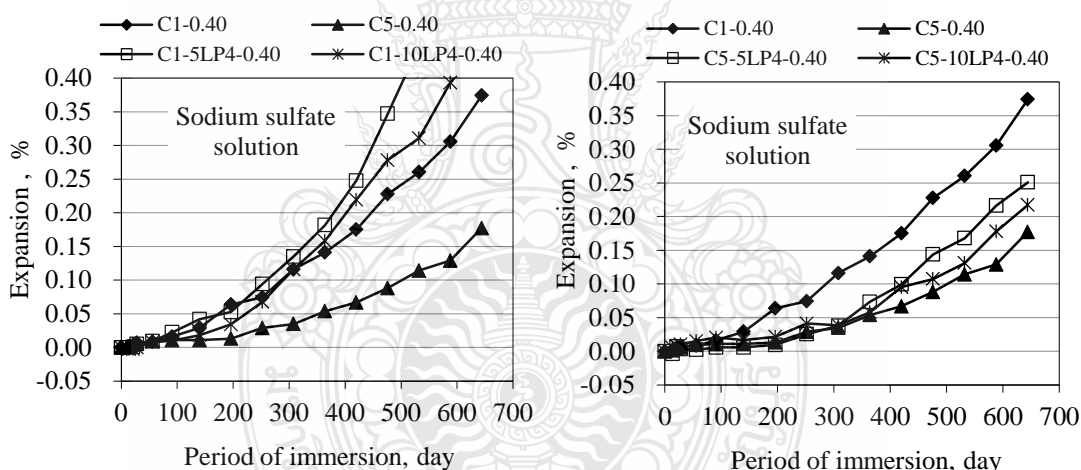 C1-0.40 C5-0.40
C1-5LP4-0.40 C1-10LP4-0.40
0.40
0.35
0.30
0.25
0.20
0.15
0.10
0.05
0.00
-0.05
Expansion , %
Sodium sulfate
solution
0 100 200 300 400 500 600 700
Period of immersion, day
C1-0.40 C5-0.40
C5-5LP4-0.40 C5-10LP4-0.40
0.40
0.35
0.30
0.25
0.20
0.15
0.10
0.05
0.00
-0.05
Expansion , %
Sodium sulfate
solution
0 100 200 300 400 500 600 700
Period of immersion, day